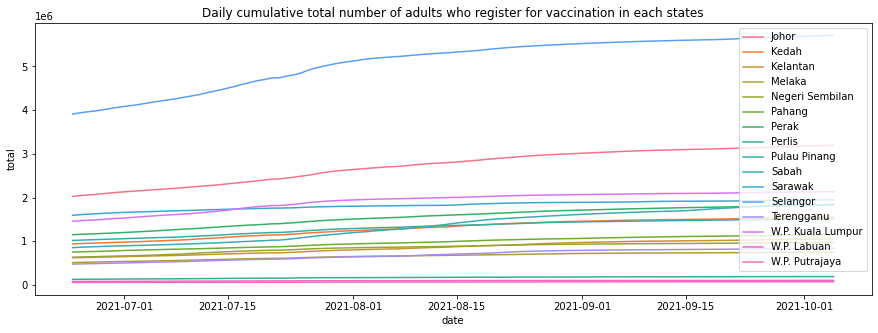 Daily cumulative total number of adults who register for vaccination in each states
1e6
5
4
3
2
1
0
total
2021-07-01
2021-07-15
2021-08-01
2021-08-15
2021-09-01
2021-09-15
2021-10-01
date
Johor
Kedah
Kelantan
Melaka
Negeri Sembilan
Pahang
Perak
Perlis
Pulau Pinang
Sabah
Sarawak
Selangor
Terengganu
W.P. Kuala Lumpur
W.P. Labuan
W.P. Putrajaya